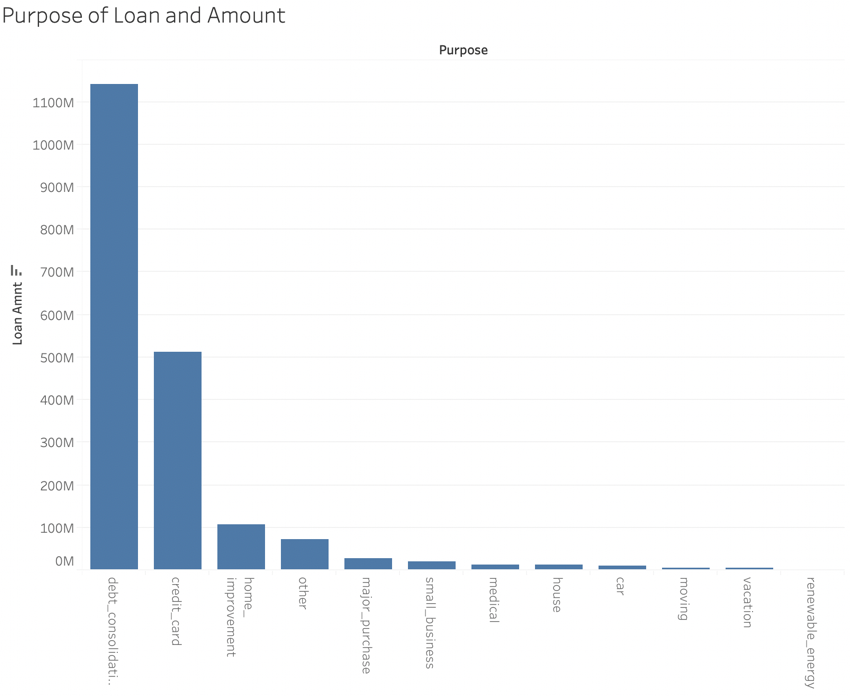 Purpose of Loan and Amount
Purpose
Loan Amnt
1100M
1000M
900M
800M
700M
600M
500M
400M
300M
200M
100M
0M
debt_consolidati..
credit_card
home_
improvement
other
major_purchase
small_business
medical
house
car
moving
vacation
renewable_energy